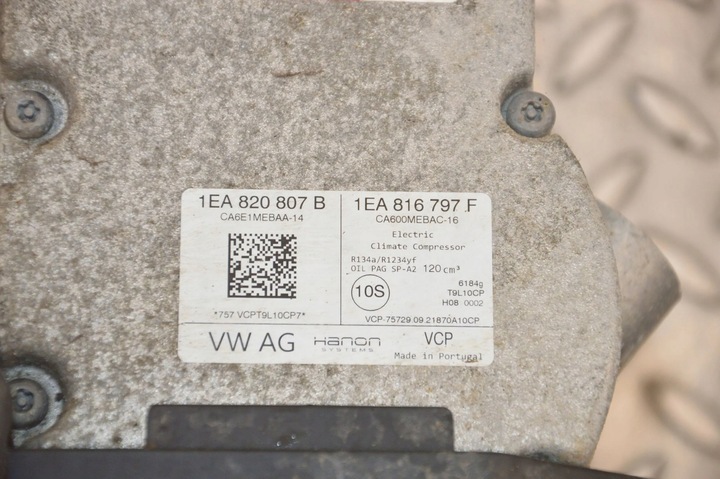 1EA 820 807 B
CA6E1MEBAA-14
*757 VCPT9L10CP7*
1EA 816 797 F
CA600MEBAC-16
Electric
Climate Compressor
R134a/R1234yf
OIL PAG SP-A2 120 cm³
10S
6184g
T9L10CP
H08 0002
VCP-75729 09.21870A10CP
VW AG
Hanon
SYSTEMS
VCP
Made in Portugal